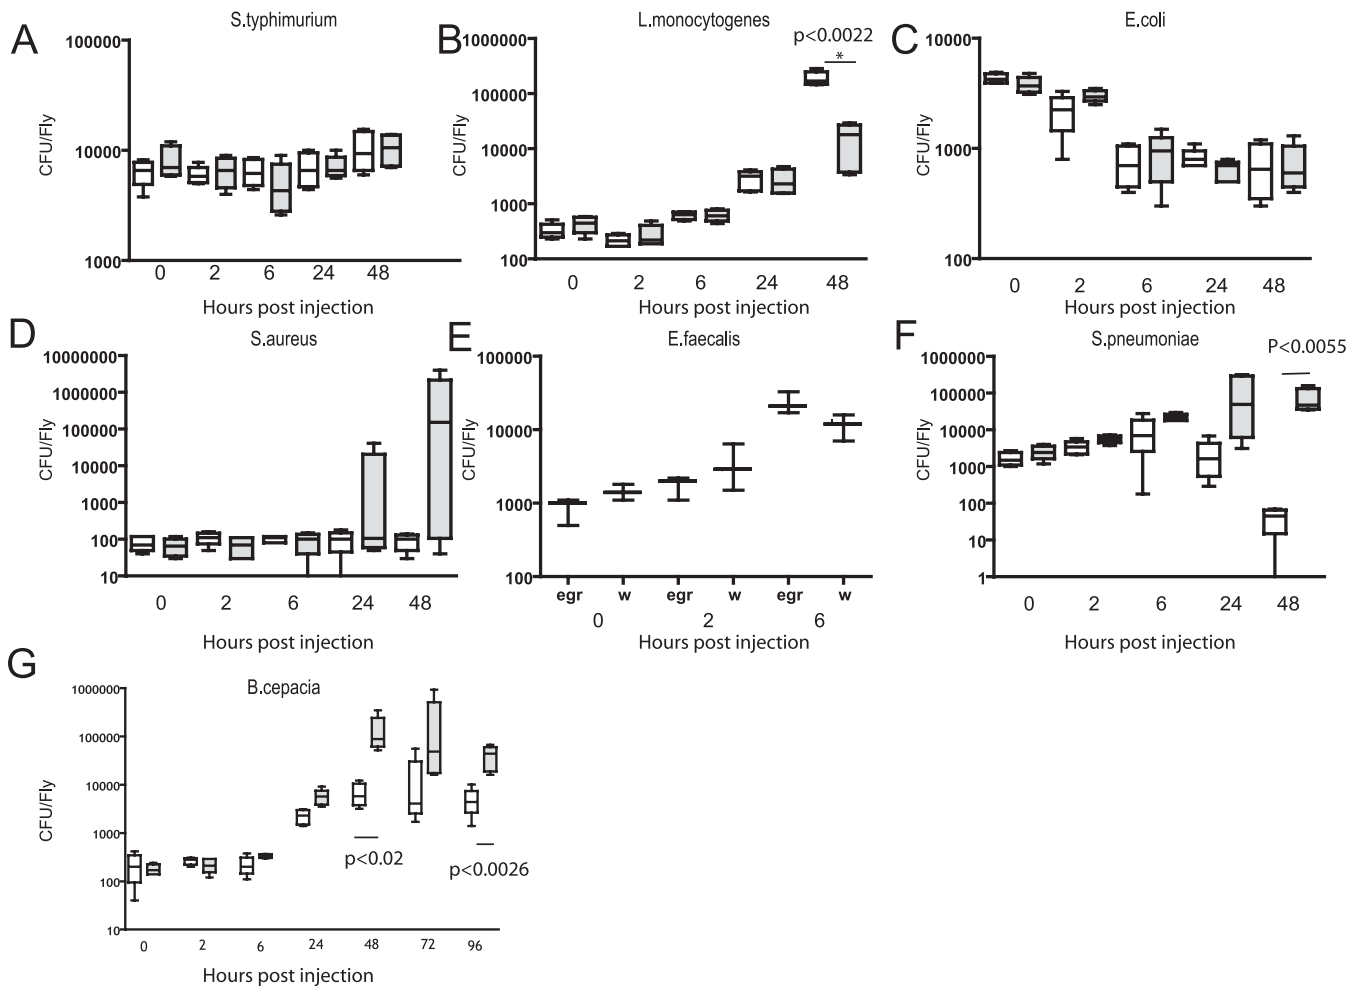 A
S.typhimurium
100000
10000
1000
CFU/Fly
0 2 6 24 48
Hours post injection
B
L.monocytogenes
p<0.0022
*
1000000
100000
10000
1000
100
CFU/Fly
0 2 6 24 48
Hours post injection
C
E.coli
10000
1000
100
CFU/Fly
0 2 6 24 48
Hours post injection
D
S.aureus
10000000
1000000
100000
10000
1000
100
10
CFU/Fly
0 2 6 24 48
Hours post injection
E
E.faecalis
100000
10000
1000
100
CFU/Fly
egr w egr w egr w
0 2 6
Hours post injection
F
S.pneumoniae
P<0.0055
1000000
100000
10000
1000
100
10
1
CFU/Fly
0 2 6 24 48
Hours post injection
G
B.cepacia
1000000
100000
10000
1000
100
10
CFU/Fly
p<0.02
p<0.0026
0 2 6 24 48 72 96
Hours post injection